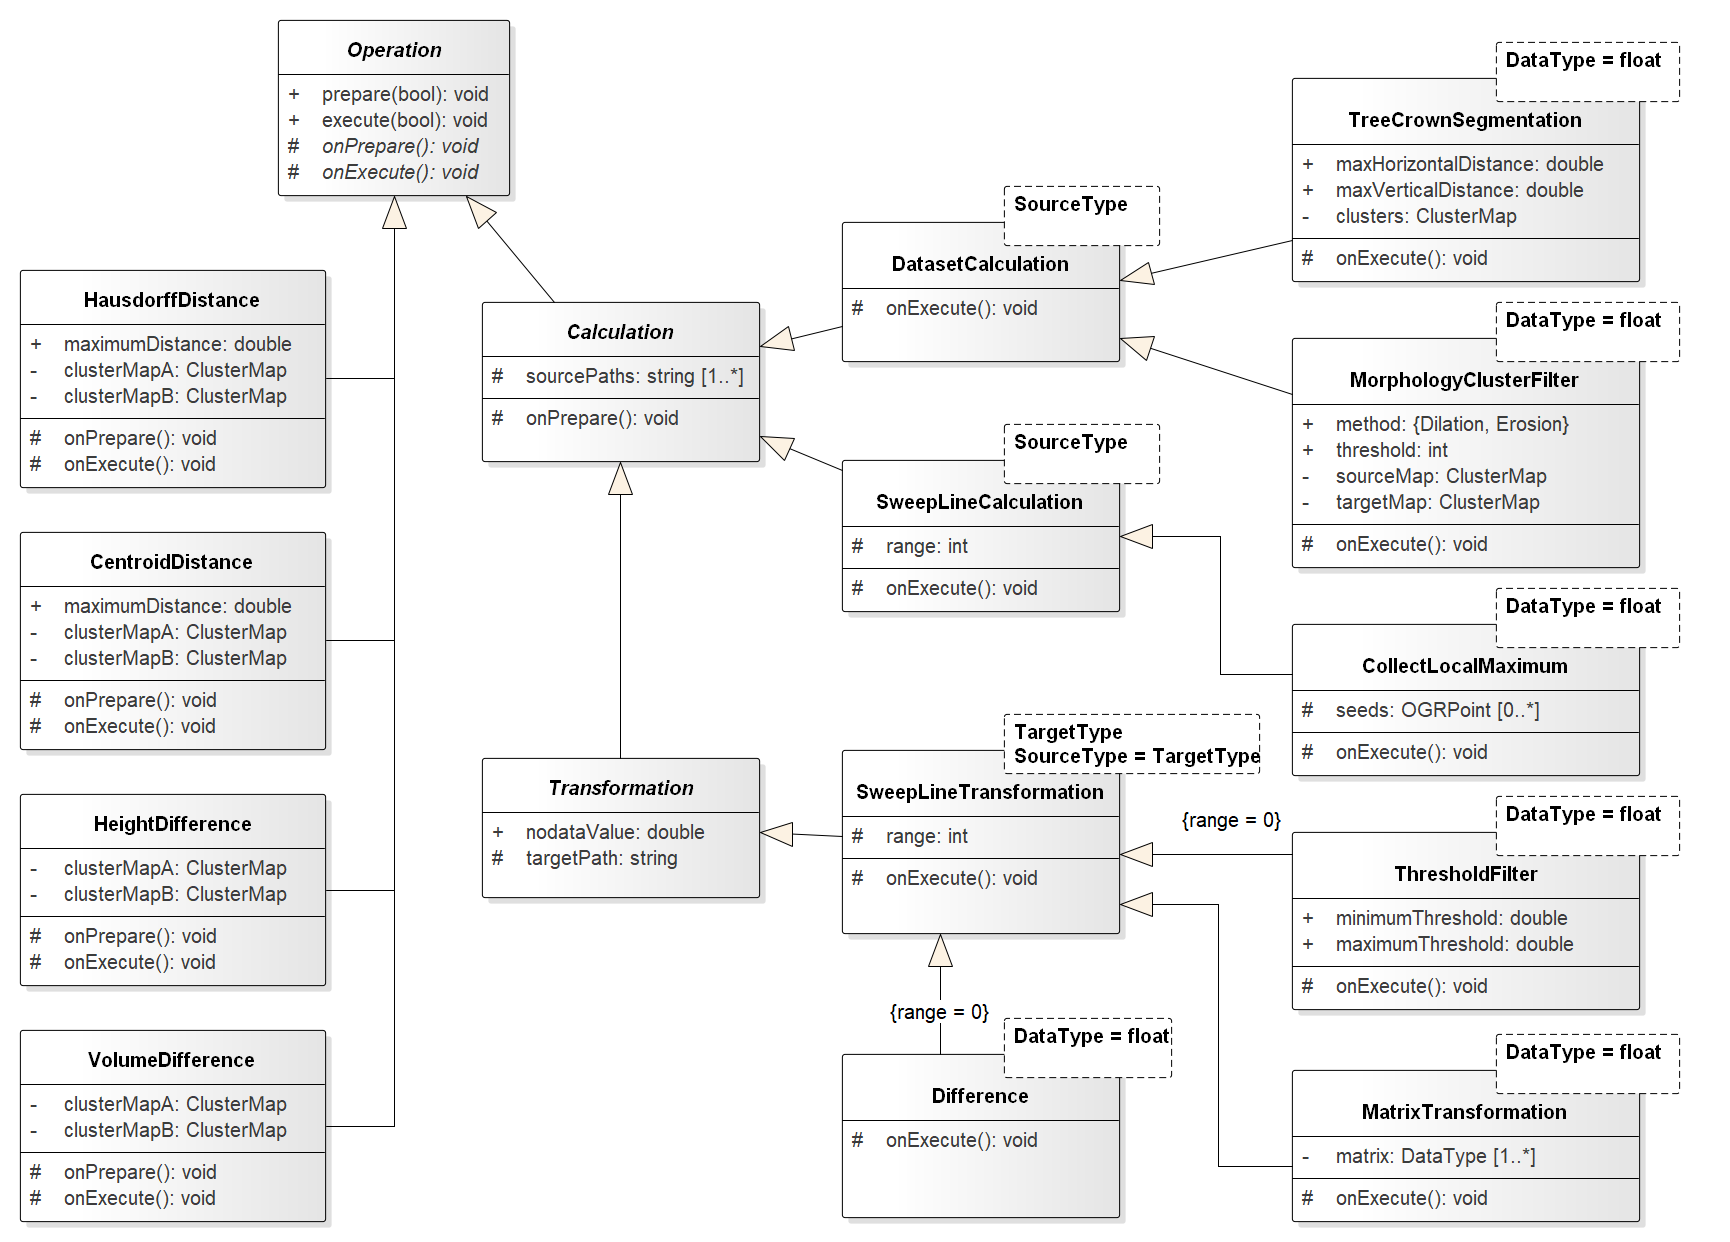 Operation
+ prepare(bool): void
+ execute(bool): void
# onPrepare(): void
# onExecute(): void
HausdorffDistance
+ maximumDistance: double
- clusterMapA: ClusterMap
- clusterMapB: ClusterMap
# onPrepare(): void
# onExecute(): void
CentroidDistance
+ maximumDistance: double
- clusterMapA: ClusterMap
- clusterMapB: ClusterMap
# onPrepare(): void
# onExecute(): void
HeightDifference
- clusterMapA: ClusterMap
- clusterMapB: ClusterMap
# onPrepare(): void
# onExecute(): void
VolumeDifference
- clusterMapA: ClusterMap
- clusterMapB: ClusterMap
# onPrepare(): void
# onExecute(): void
Calculation
# sourcePaths: string [1..*]
# onPrepare(): void
Transformation
+ nodataValue: double
# targetPath: string
SourceType
DatasetCalculation
# onExecute(): void
SourceType
SweepLineCalculation
# range: int
# onExecute(): void
TargetType
SourceType = TargetType
SweepLineTransformation
# range: int
# onExecute(): void
{range = 0}
{range = 0}
DataType = float
Difference
# onExecute(): void
DataType = float
TreeCrownSegmentation
+ maxHorizontalDistance: double
+ maxVerticalDistance: double
- clusters: ClusterMap
# onExecute(): void
DataType = float
MorphologyClusterFilter
+ method: {Dilation, Erosion}
+ threshold: int
- sourceMap: ClusterMap
- targetMap: ClusterMap
# onExecute(): void
DataType = float
CollectLocalMaximum
# seeds: OGRPoint [0..*]
# onExecute(): void
DataType = float
ThresholdFilter
+ minimumThreshold: double
+ maximumThreshold: double
# onExecute(): void
DataType = float
MatrixTransformation
- matrix: DataType [1..*]
# onExecute(): void